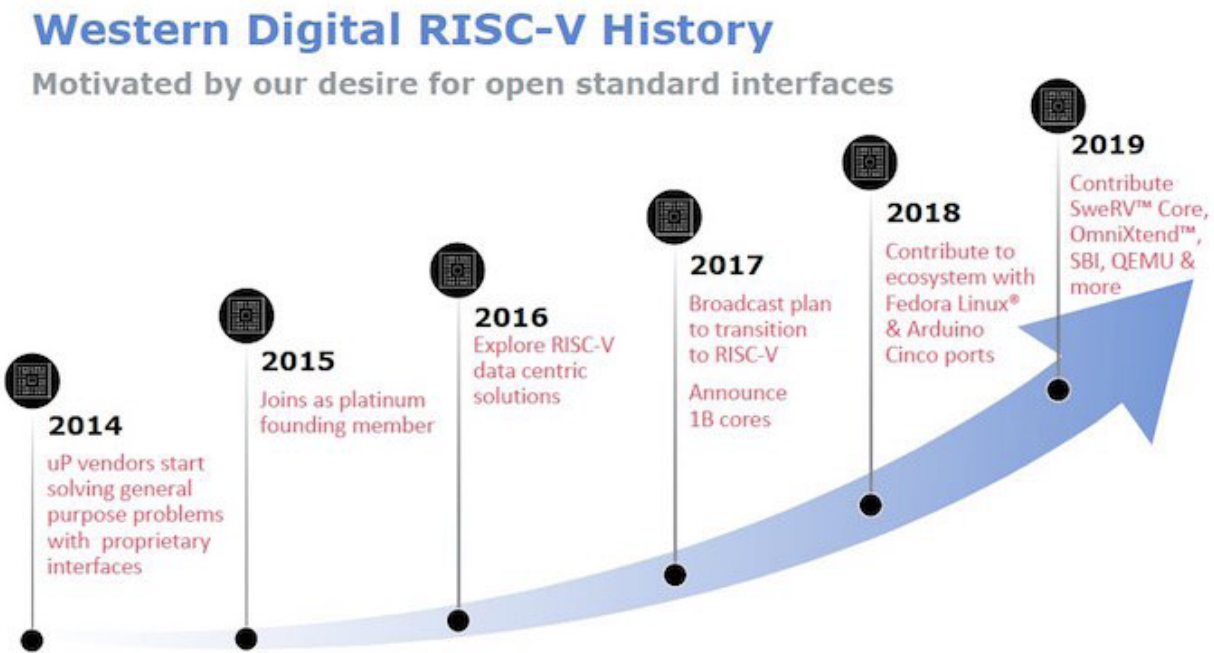 Western Digital RISC-V History
Motivated by our desire for open standard interfaces
2014
uP vendors start
solving general
purpose problems
with proprietary
interfaces
2015
Joins as platinum
founding member
2016
Explore RISC-V
data centric
solutions
2017
Broadcast plan
to transition
to RISC-V
Announce
1B cores
2018
Contribute to
ecosystem with
Fedora Linux®
& Arduino
Cinco ports
2019
Contribute
SweRV™ Core,
OmniXtend™,
SBI, QEMU &
more